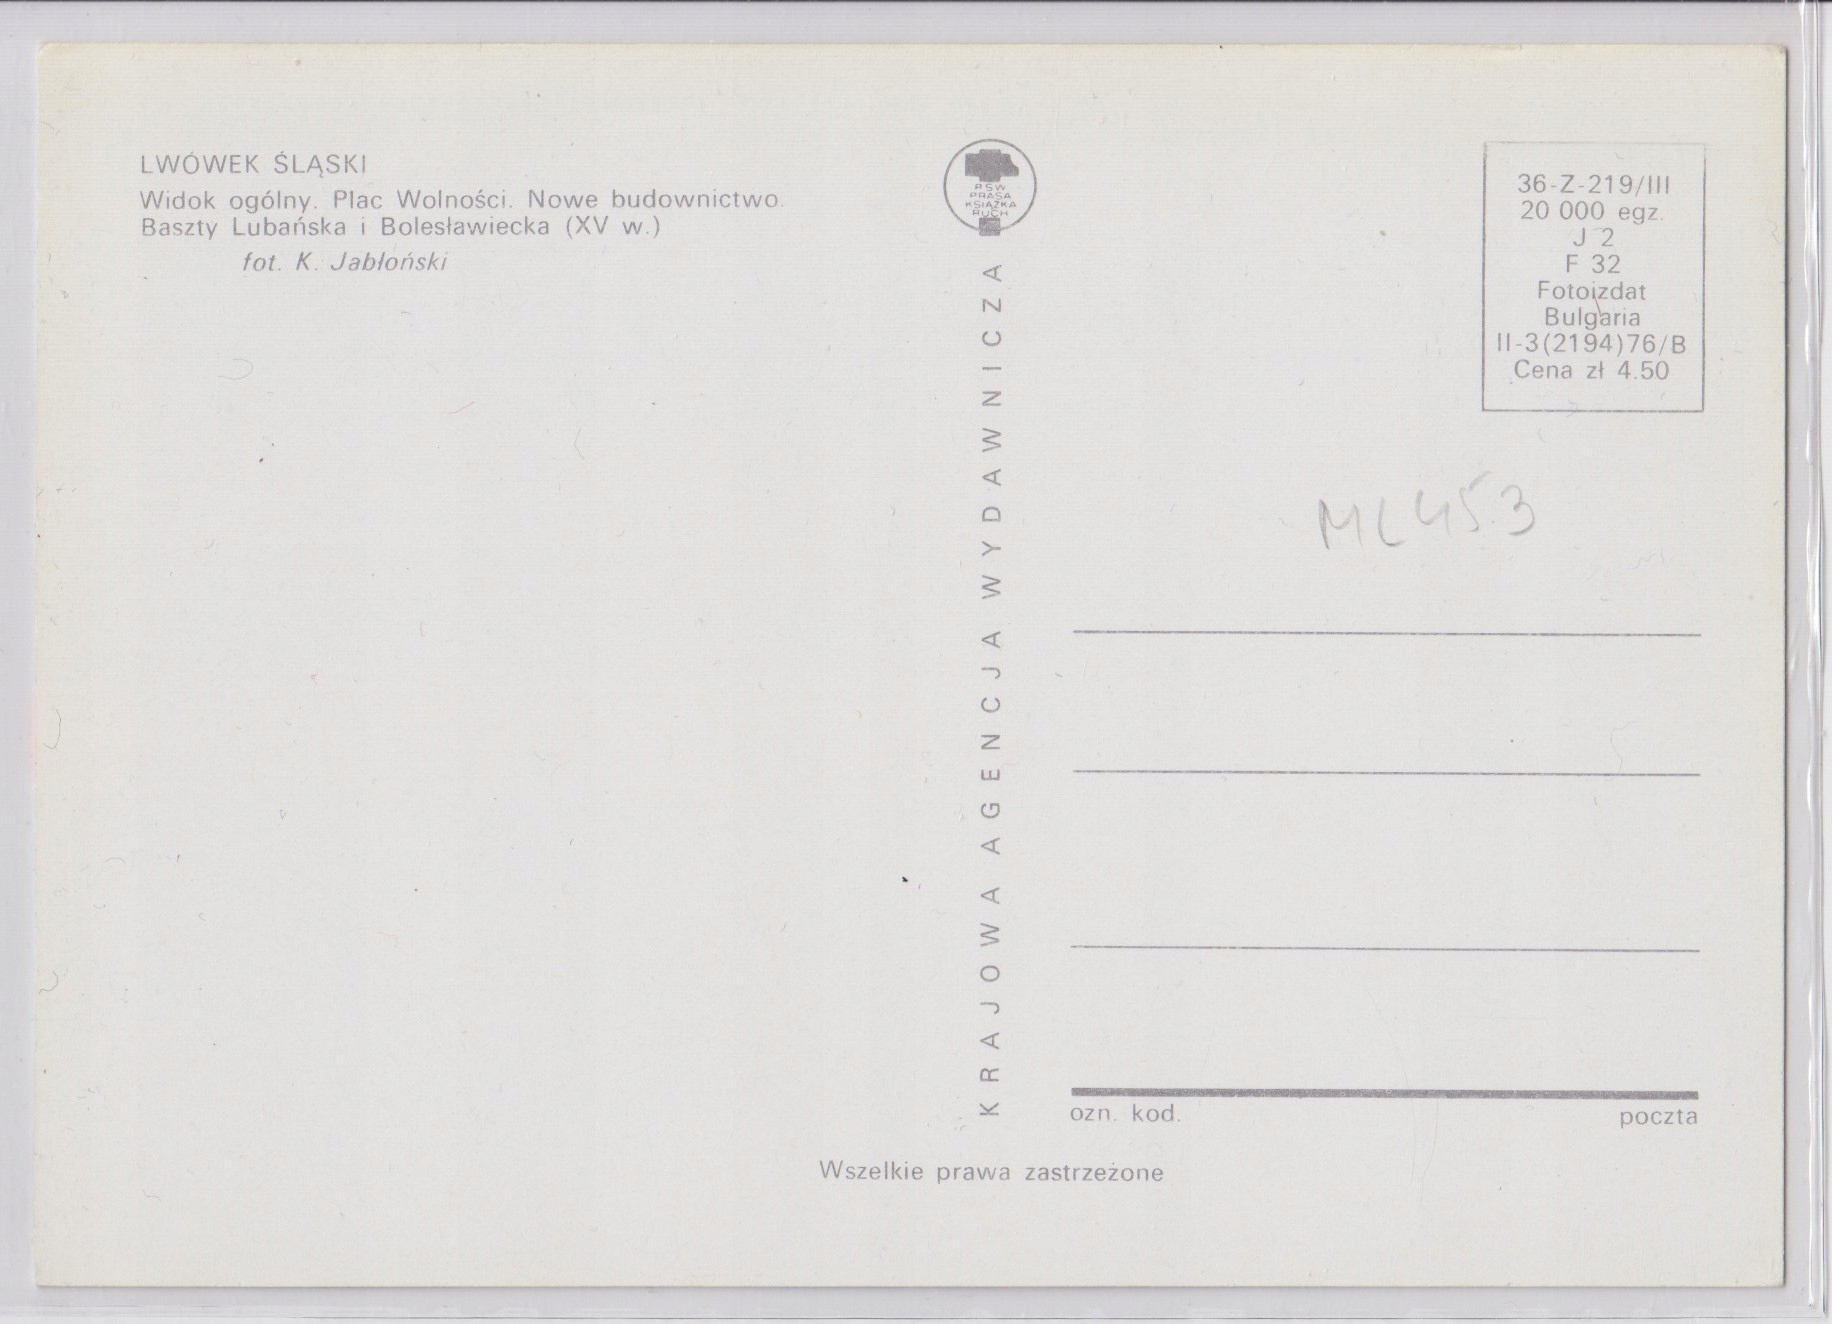 LWÓWEK ŚLĄSKI
Widok ogólny. Plac Wolności. Nowe budownictwo.
Baszty Lubańska i Bolesławiecka (XV w.)
fot. K. Jabłoński
RSW
PRASA
KSIĄŻKA
RUCH
KRAJOWA AGENCJA WYDAWNICZA
36-Z-219/III
20 000 egz.
J 2
F 32
Fotoizdat
Bulgaria
II-3(2194)76/B
Cena zł 4.50
ML453
ozn. kod. poczta
Wszelkie prawa zastrzeżone